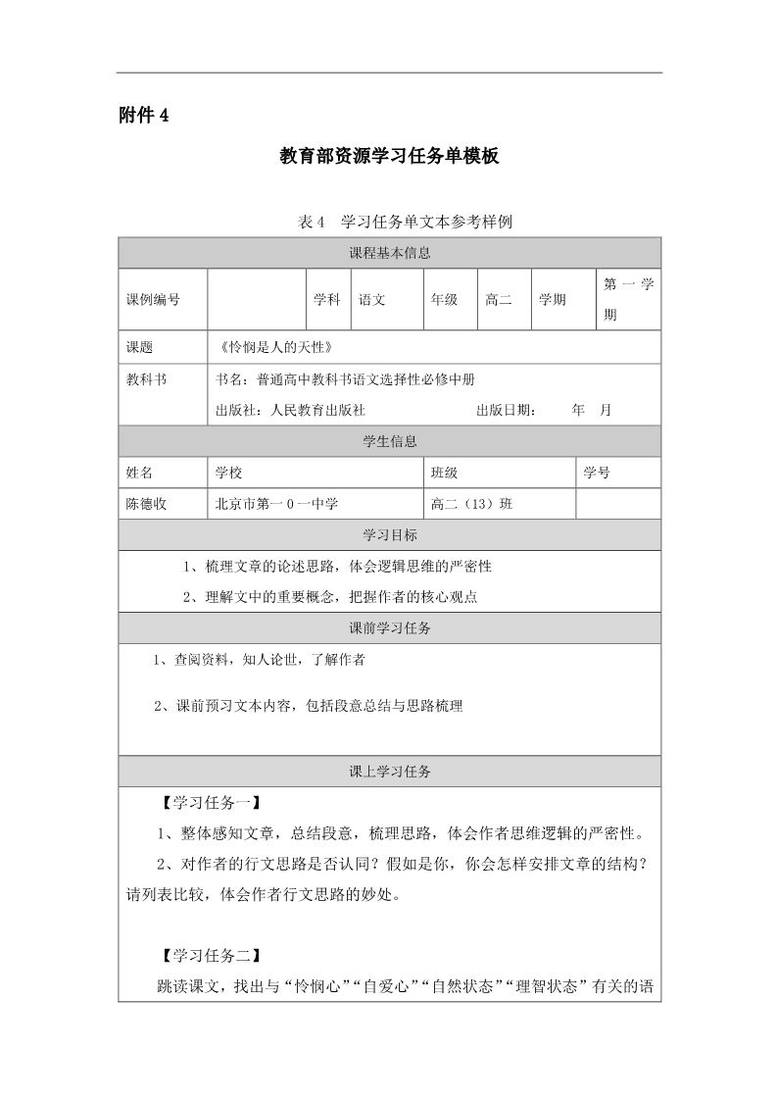 附件 4
教育部资源学习任务单模板
表 4 学习任务单文本参考样例
课程基本信息
课例编号 学科 语文 年级 高二 学期 第一学期
课题 《怜悯是人的天性》
教科书 书名：普通高中教科书语文选择性必修中册
出版社：人民教育出版社 出版日期： 年 月
学生信息
姓名 学校 班级 学号
陈德收 北京市第一0一中学 高二（13）班
学习目标
1、梳理文章的论述思路，体会逻辑思维的严密性
2、理解文中的重要概念，把握作者的核心观点
课前学习任务
1、查阅资料，知人论世，了解作者
2、课前预习文本内容，包括段意总结与思路梳理
课上学习任务
【学习任务一】
1、整体感知文章，总结段意，梳理思路，体会作者思维逻辑的严密性。
2、对作者的行文思路是否认同？假如是你，你会怎样安排文章的结构？
请列表比较，体会作者行文思路的妙处。
【学习任务二】
跳读课文，找出与“怜悯心”“自爱心”“自然状态”“理智状态”有关的语